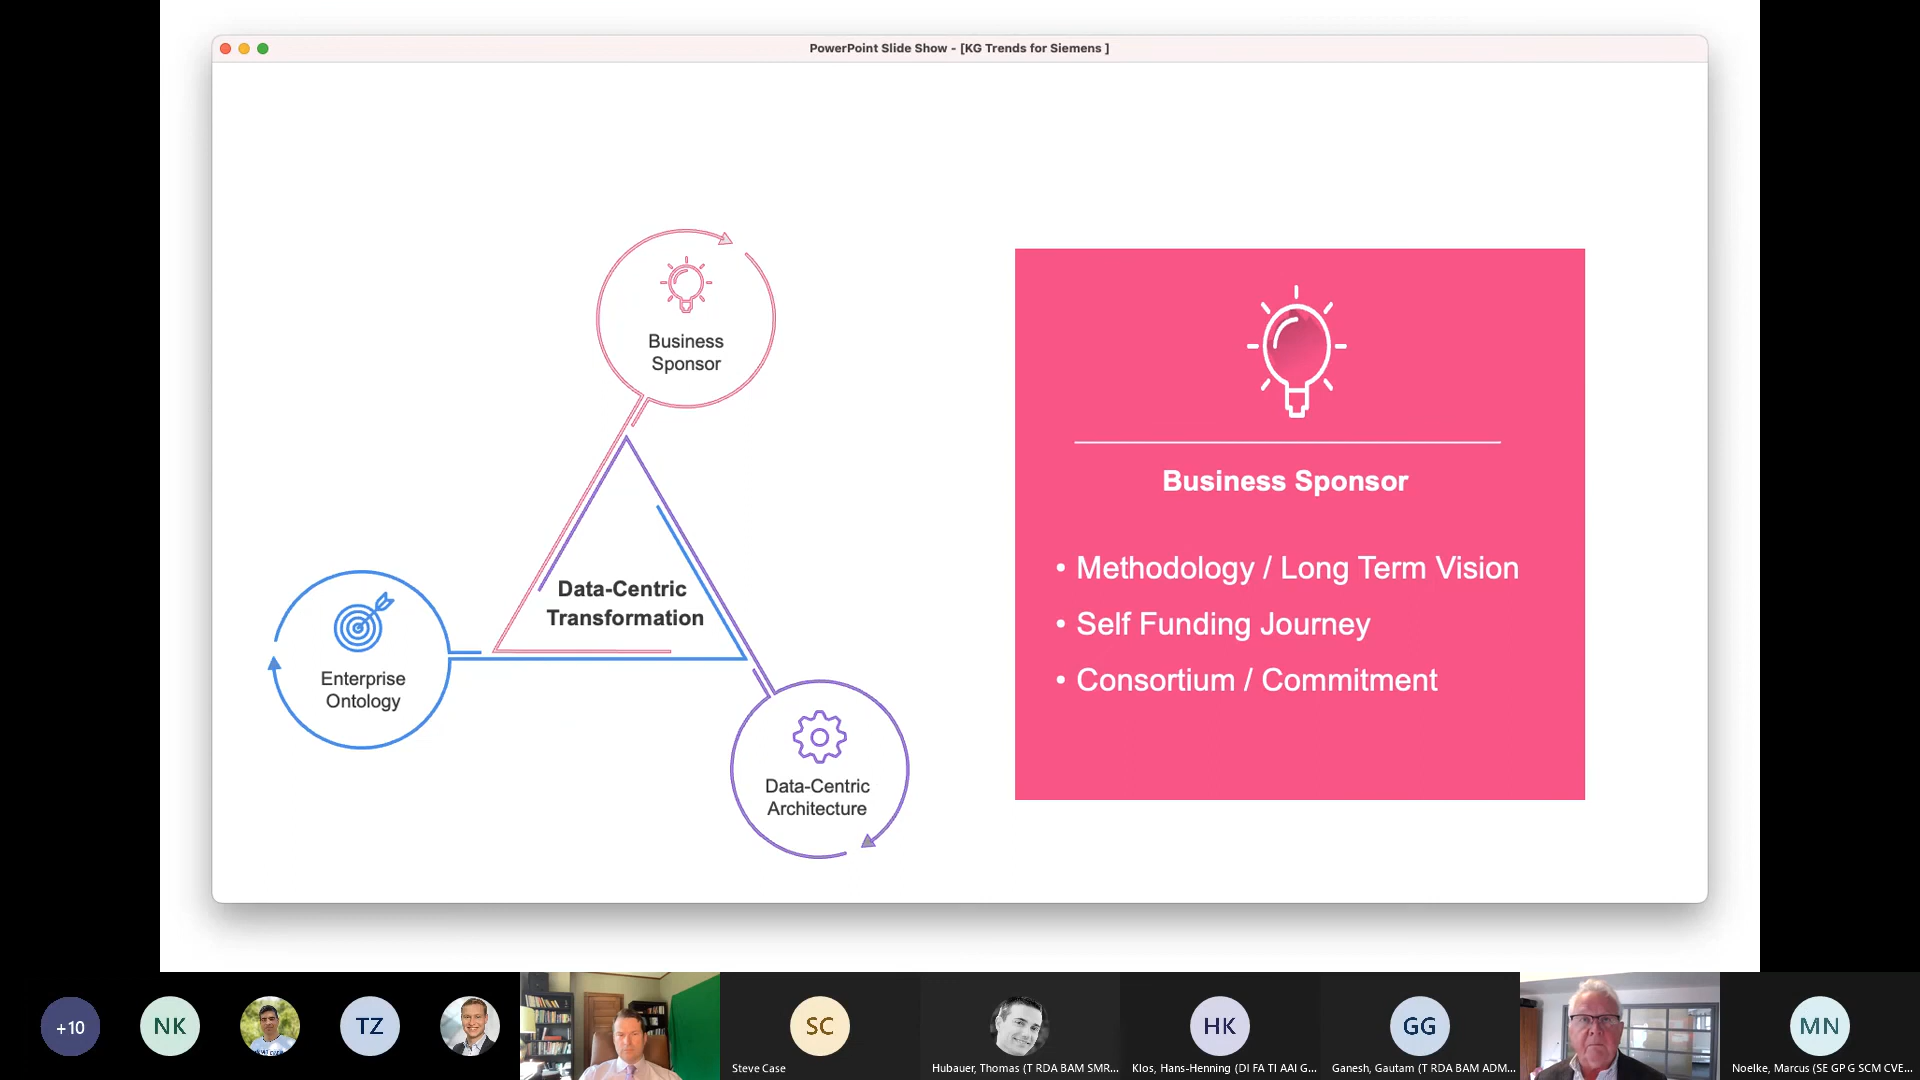 PowerPoint Slide Show - [KG Trends for Siemens ]
Business
Sponsor
Data-Centric
Transformation
Enterprise
Ontology
Data-Centric
Architecture
Business Sponsor
• Methodology / Long Term Vision
• Self Funding Journey
• Consortium / Commitment
+10
NK
TZ
SC
HK
GG
MN
Steve Case
Hubauer, Thomas (T RDA BAM SMR...
Klos, Hans-Henning (DI FA TI AAI G...
Ganesh, Gautam (T RDA BAM ADM...
Noelke, Marcus (SE GP G SCM CVE...